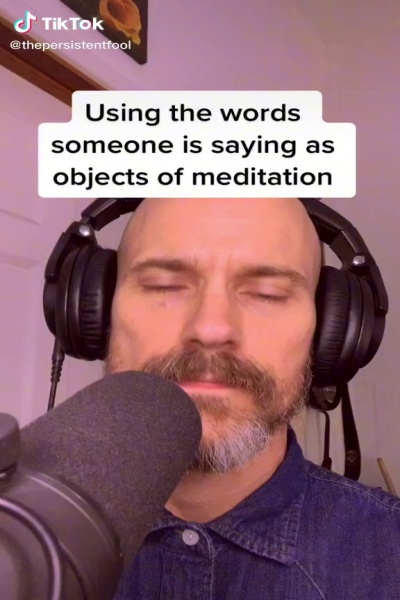 TikTok
@thepersistentfool
Using the words
someone is saying as
objects of meditation